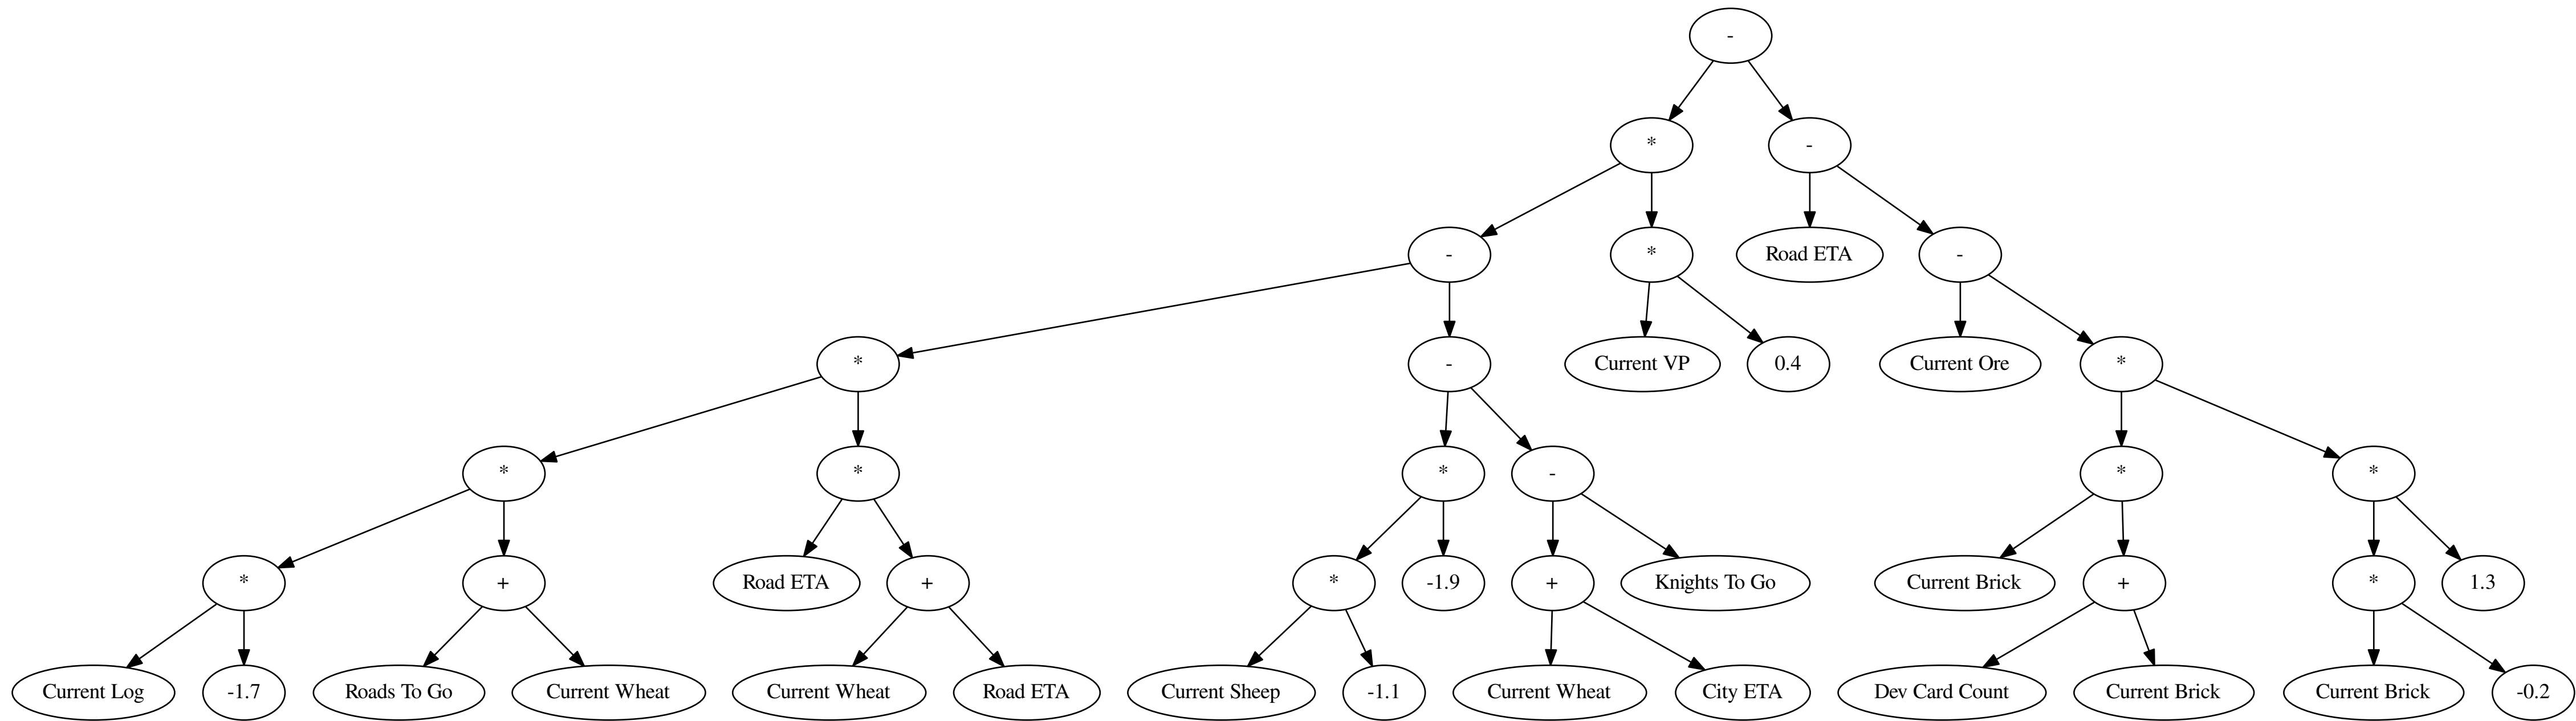 -
*
-
-
*
Road ETA
-
*
-
Current VP
0.4
Current Ore
*
*
*
*
-
*
*
*
+
Road ETA
+
*
-1.9
+
Knights To Go
Current Brick
+
*
1.3
Current Log
-1.7
Roads To Go
Current Wheat
Current Wheat
Road ETA
Current Sheep
-1.1
Current Wheat
City ETA
Dev Card Count
Current Brick
Current Brick
-0.2